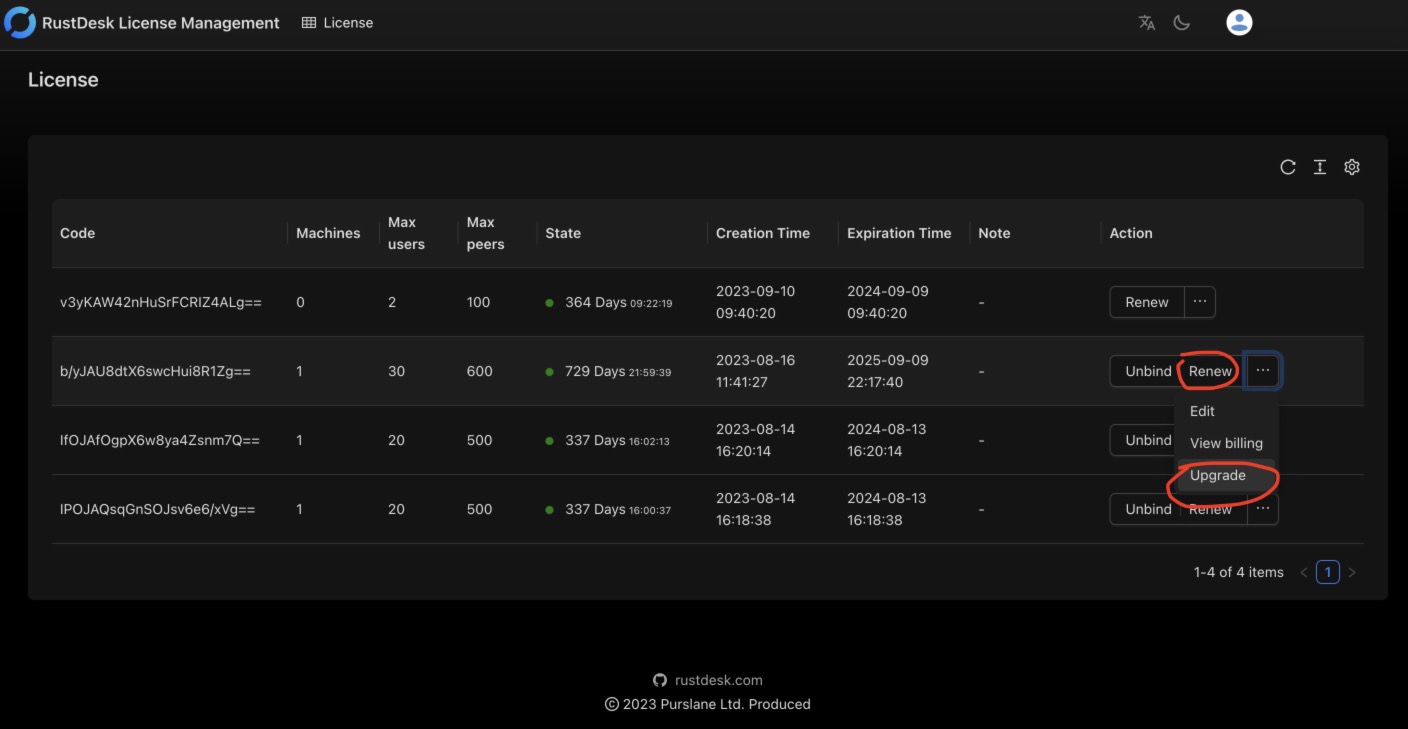 RustDesk License Management License
License
Code Machines Max users Max peers State Creation Time Expiration Time Note Action
v3yKAW42nHuSrFCRIZ4ALg== 0 2 100 364 Days 09:22:19 2023-09-10 09:40:20 2024-09-09 09:40:20 - Renew ...
b/yJAU8dtX6swcHui8R1Zg== 1 30 600 729 Days 21:59:39 2023-08-16 11:41:27 2025-09-09 22:17:40 - Unbind Renew ...
Edit
View billing
Upgrade
IfOJAfOgpX6w8ya4Zsnm7Q== 1 20 500 337 Days 16:02:13 2023-08-14 16:20:14 2024-08-13 16:20:14 - Unbind
IPOJAQsqGnSOJsv6e6/xVg== 1 20 500 337 Days 16:00:37 2023-08-14 16:18:38 2024-08-13 16:18:38 - Unbind Renew ...
1-4 of 4 items < 1 >
rustdesk.com
© 2023 Purslane Ltd. Produced